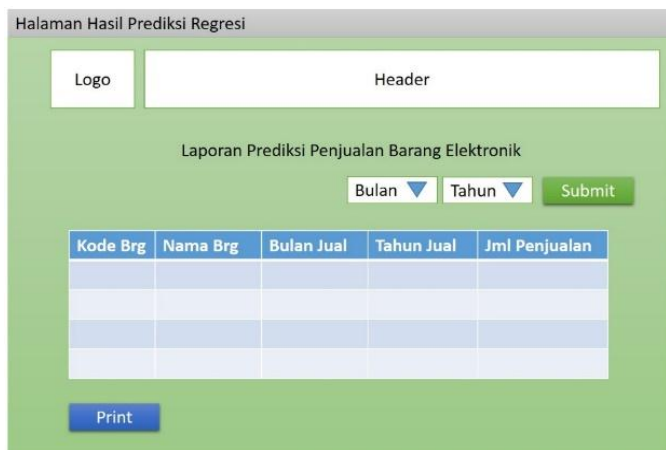 Halaman Hasil Prediksi Regresi
Logo Header
Laporan Prediksi Penjualan Barang Elektronik
Bulan Tahun Submit
Kode Brg Nama Brg Bulan Jual Tahun Jual Jml Penjualan
Print